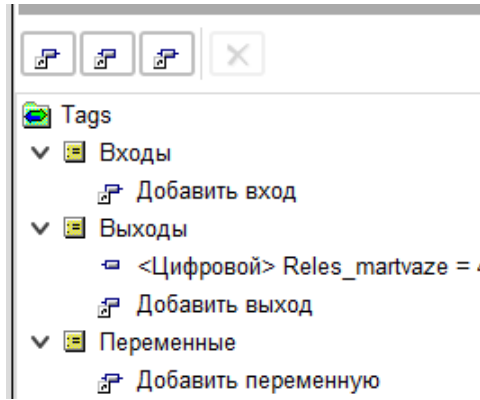 Tags
Входы
Добавить вход
Выходы
<Цифровой> Reles_martvaze =
Добавить выход
Переменные
Добавить переменную